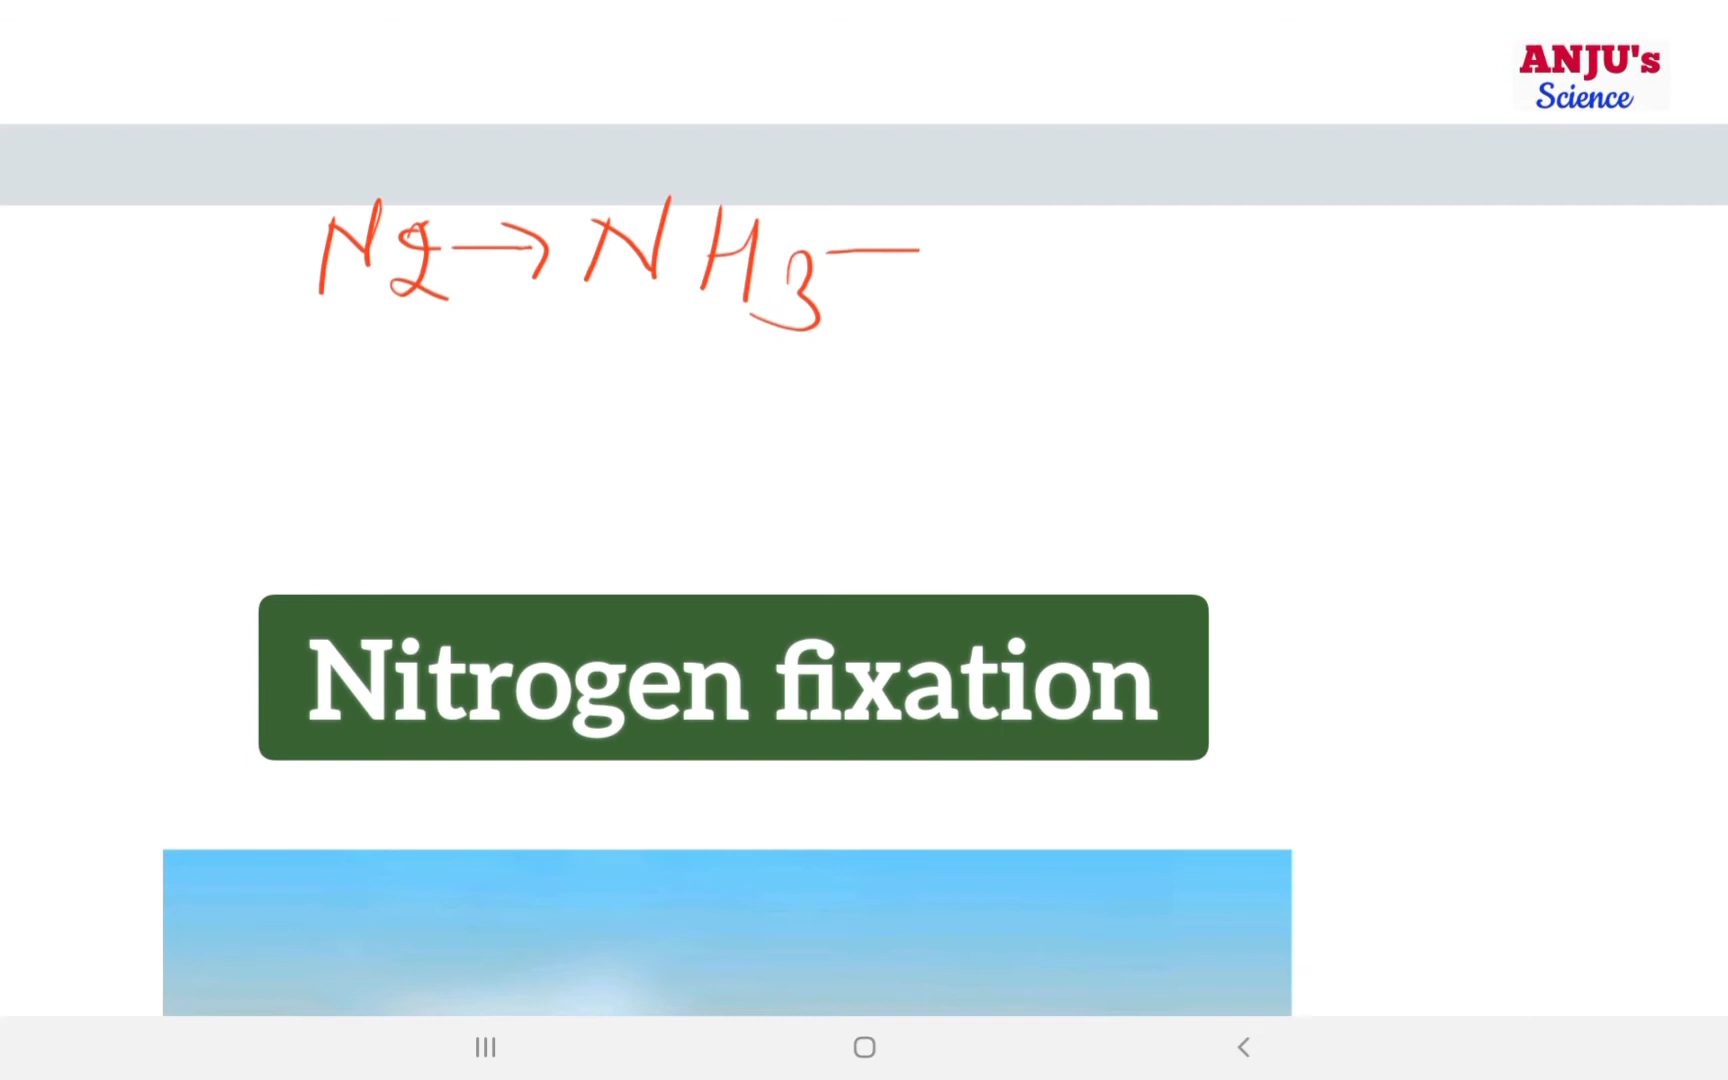 ANJU's
Science
N2 → NH3 —
Nitrogen fixation